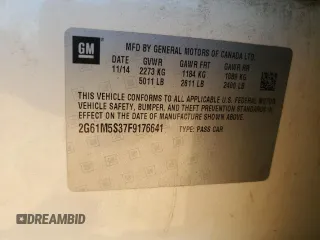 GM
MFD BY GENERAL MOTORS OF CANADA LTD.
DATE GVWR GAWR FRT GAWR RR
11/14 2273 KG 1184 KG 1089 KG
5011 LB 2611 LB 2400 LB
THIS VEHICLE CONFORMS TO ALL APPLICABLE U.S. FEDERAL
MOTOR VEHICLE SAFETY, BUMPER, AND THEFT PREVENTION STANDARDS
IN EFFECT ON THE DATE OF MANUFACTURE SHOWN ABOVE.
2G61M5S37F9176641 TYPE: PASS CAR
DREAMBID